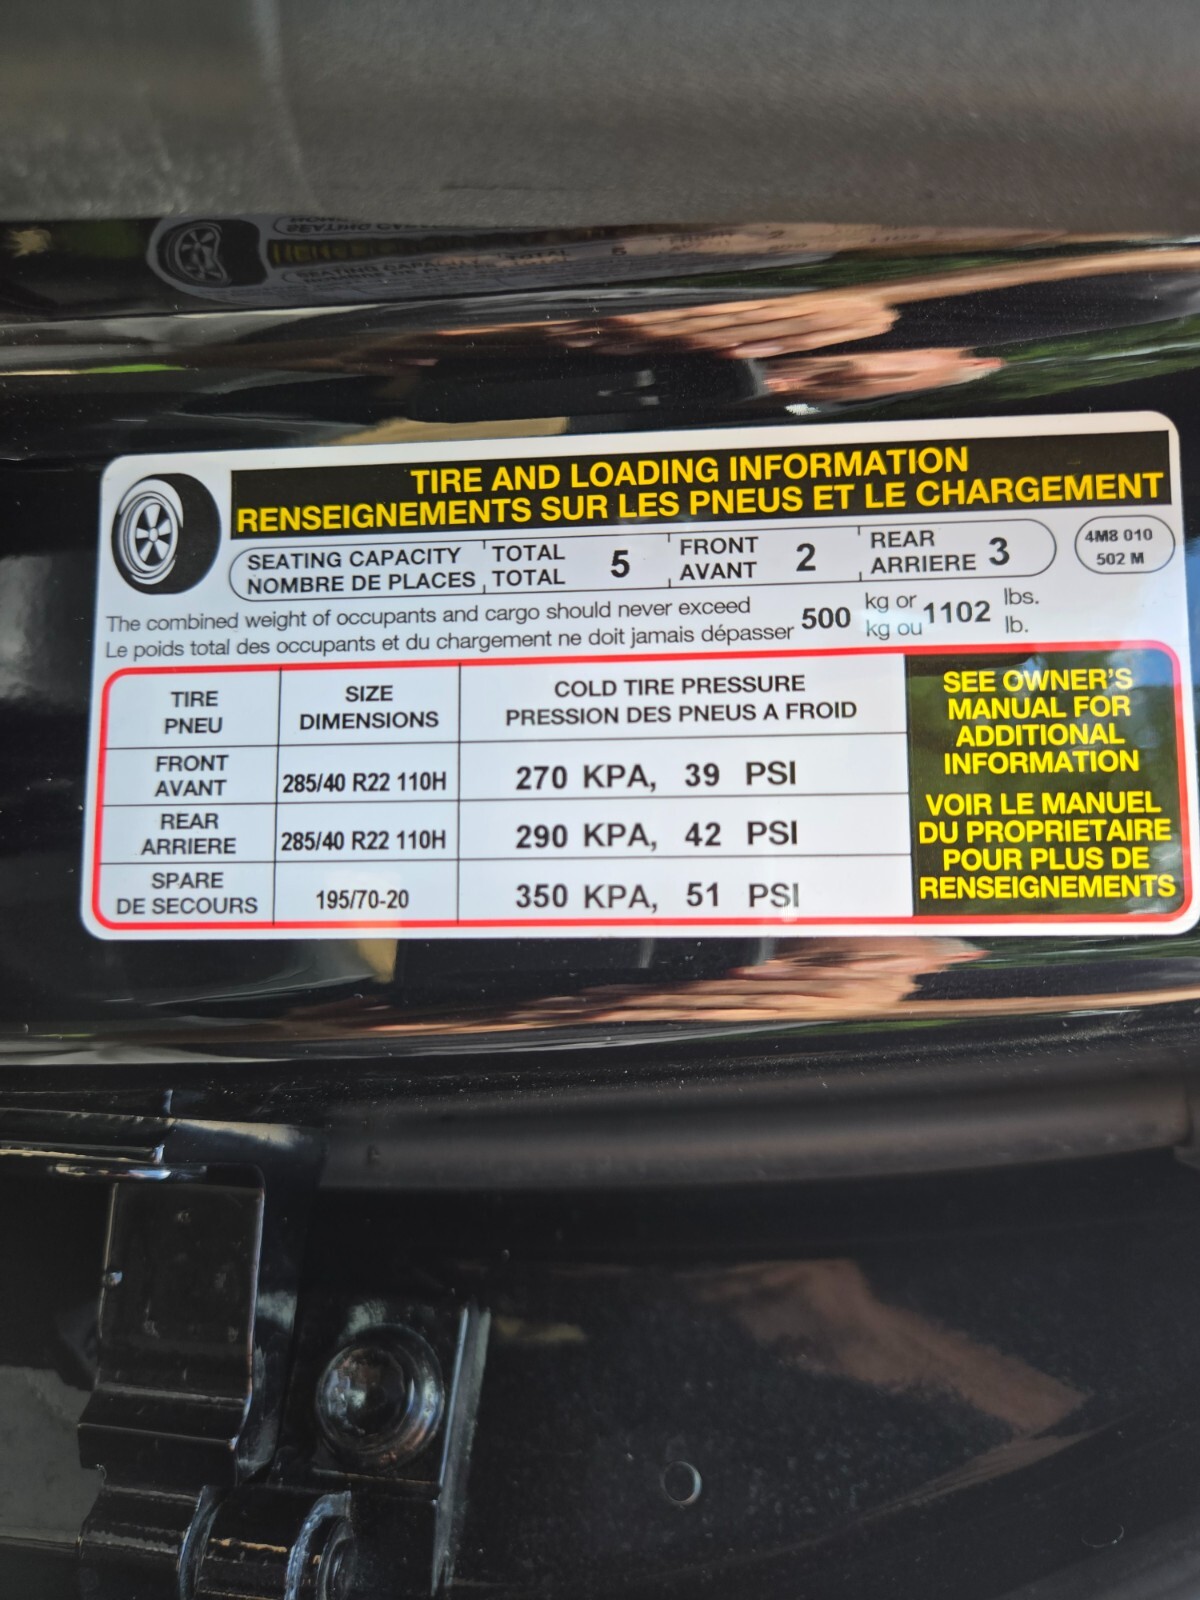 TIRE AND LOADING INFORMATION
RENSEIGNEMENTS SUR LES PNEUS ET LE CHARGEMENT
SEATING CAPACITY TOTAL 5 FRONT 2 REAR 3
NOMBRE DE PLACES TOTAL AVANT ARRIERE
4M8 010
502 M
The combined weight of occupants and cargo should never exceed 500 kg or 1102 lbs.
Le poids total des occupants et du chargement ne doit jamais dépasser kg ou lb.
TIRE SIZE COLD TIRE PRESSURE
PNEU DIMENSIONS PRESSION DES PNEUS A FROID
FRONT
AVANT 285/40 R22 110H 270 KPA, 39 PSI
REAR
ARRIERE 285/40 R22 110H 290 KPA, 42 PSI
SPARE
DE SECOURS 195/70-20 350 KPA, 51 PSI
SEE OWNER'S
MANUAL FOR
ADDITIONAL
INFORMATION
VOIR LE MANUEL
DU PROPRIETAIRE
POUR PLUS DE
RENSEIGNEMENTS